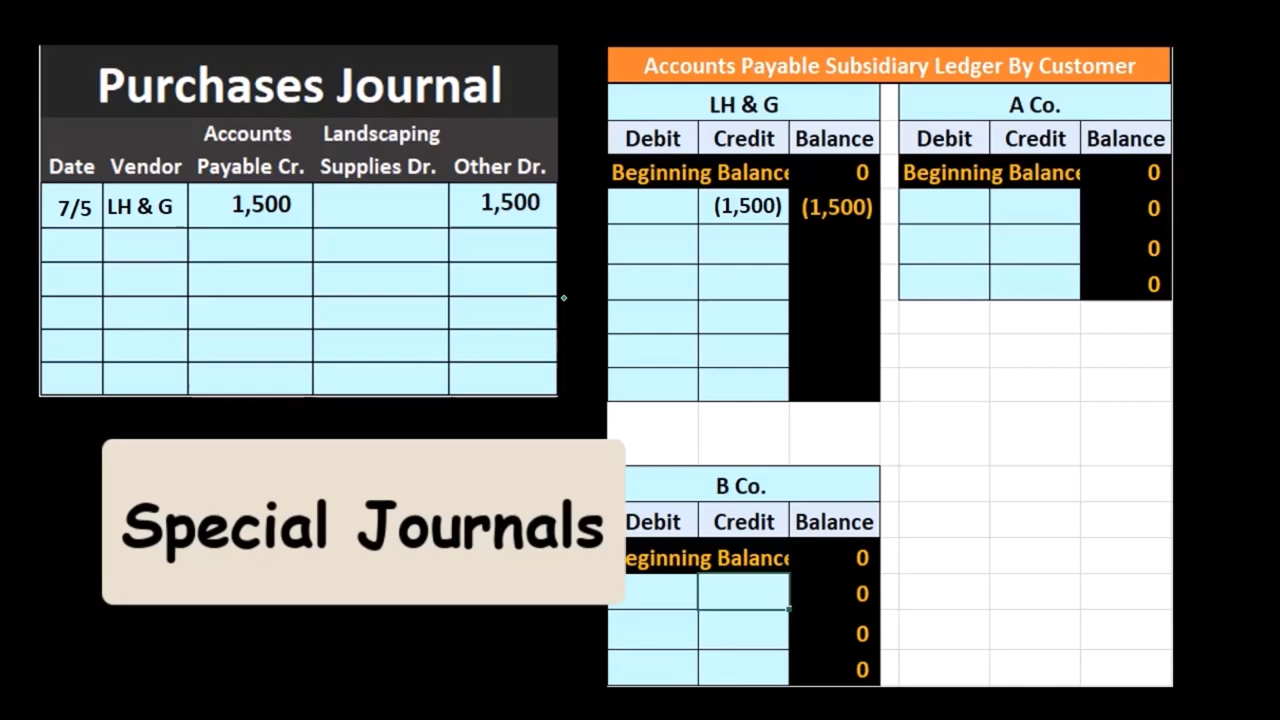 Purchases Journal
Accounts Landscaping
Date Vendor Payable Cr. Supplies Dr. Other Dr.
7/5 LH & G 1,500 1,500
Special Journals
Accounts Payable Subsidiary Ledger By Customer
LH & G A Co.
Debit Credit Balance Debit Credit Balance
Beginning Balance 0 Beginning Balance 0
(1,500) (1,500) 0
0
0
B Co.
Debit Credit Balance
eginning Balance 0
0
0
0